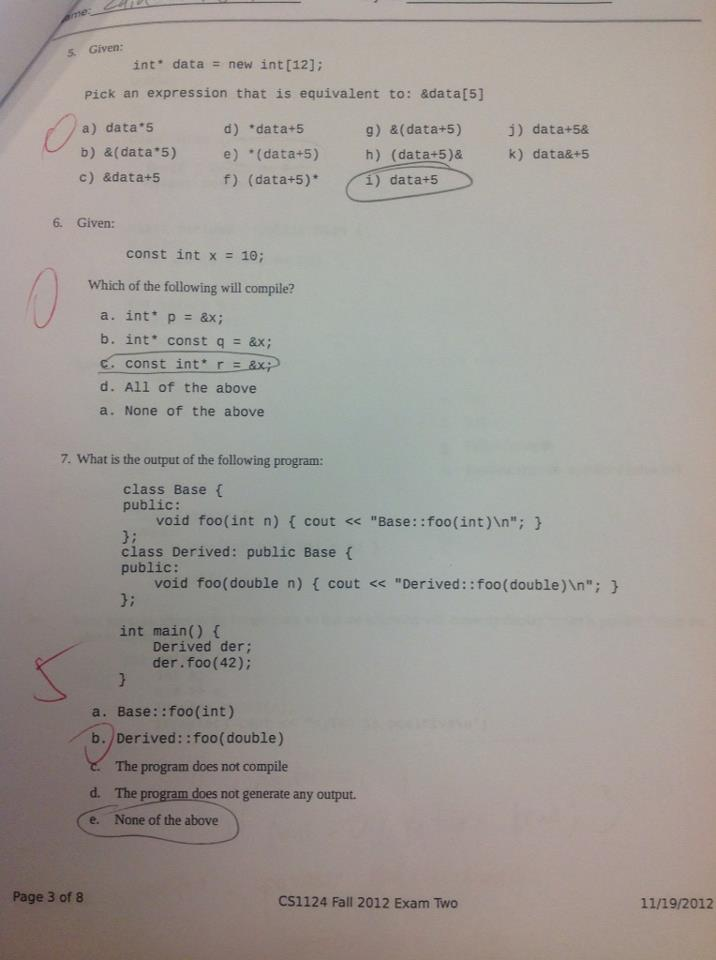 ame:
5. Given:
int* data = new int[12];
Pick an expression that is equivalent to: &data[5]
a) data*5 d) *data+5 g) &(data+5) j) data+5&
b) &(data*5) e) *(data+5) h) (data+5)& k) data&+5
c) &data+5 f) (data+5)* i) data+5
6. Given:
const int x = 10;
Which of the following will compile?
a. int* p = &x;
b. int* const q = &x;
c. const int* r = &x;
d. All of the above
a. None of the above
7. What is the output of the following program:
class Base {
public:
void foo(int n) { cout << "Base::foo(int)\n"; }
};
class Derived: public Base {
public:
void foo(double n) { cout << "Derived::foo(double)\n"; }
};
int main() {
Derived der;
der.foo(42);
}
a. Base::foo(int)
b. Derived::foo(double)
c. The program does not compile
d. The program does not generate any output.
e. None of the above
Page 3 of 8 CS1124 Fall 2012 Exam Two 11/19/2012